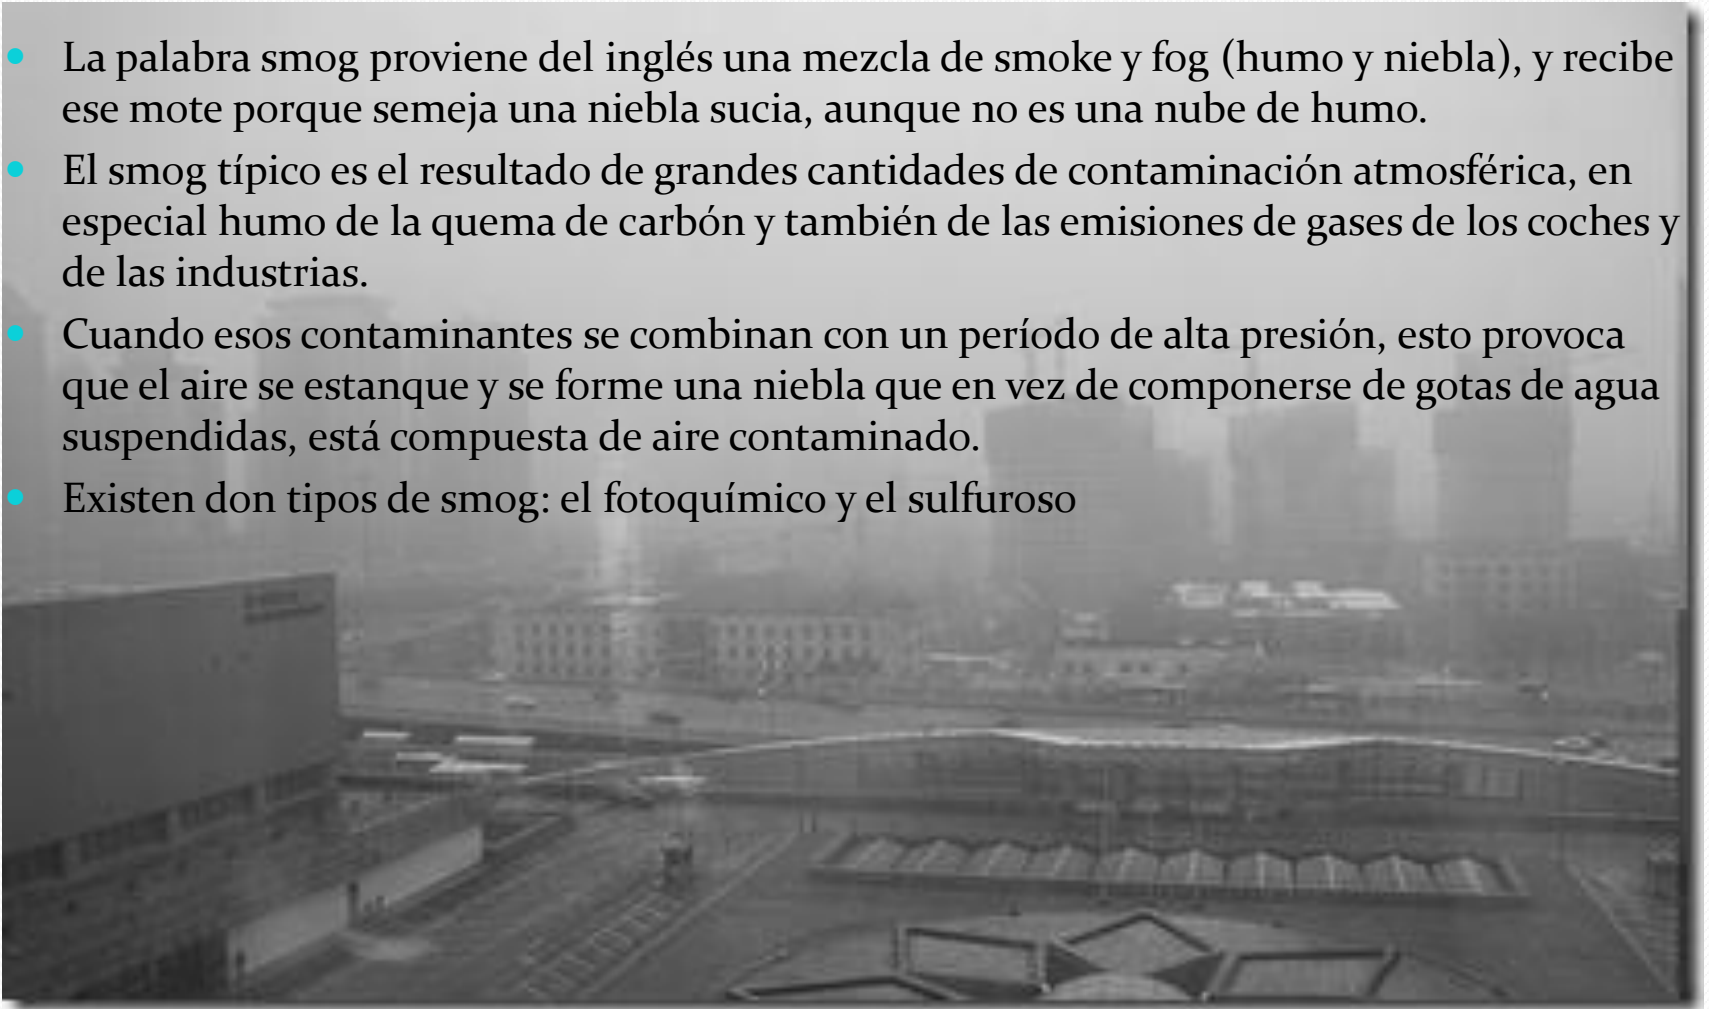 La palabra smog proviene del inglés una mezcla de smoke y fog (humo y niebla), y recibe
ese mote porque semeja una niebla sucia, aunque no es una nube de humo.
El smog típico es el resultado de grandes cantidades de contaminación atmosférica, en
especial humo de la quema de carbón y también de las emisiones de gases de los coches y
de las industrias.
Cuando esos contaminantes se combinan con un período de alta presión, esto provoca
que el aire se estanque y se forme una niebla que en vez de componerse de gotas de agua
suspendidas, está compuesta de aire contaminado.
Existen don tipos de smog: el fotoquímico y el sulfuroso